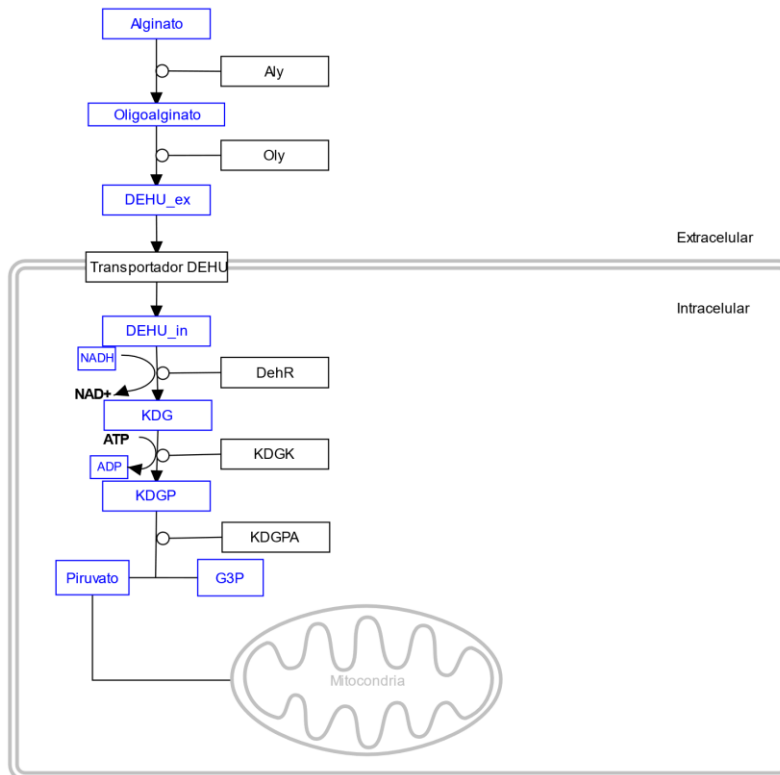 Alginato
Aly
Oligoalginato
Oly
DEHU_ex
Extracelular
Transportador DEHU
Intracelular
DEHU_in
NADH
DehR
NAD+
KDG
ATP
KDGK
ADP
KDGP
KDGPA
Piruvato
G3P
Mitocondria